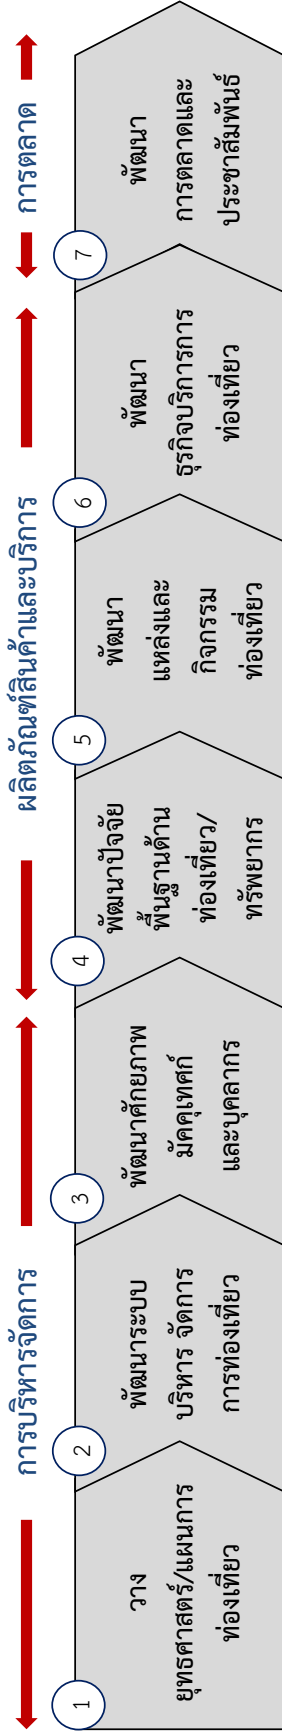 การบริหารจัดการ
ผลิตภัณฑ์สินค้าและบริการ
การตลาด
1
วาง
ยุทธศาสตร์/แผนการ
ท่องเที่ยว
2
พัฒนาระบบ
บริหาร จัดการ
การท่องเที่ยว
3
พัฒนาศักยภาพ
มัคคุเทศก์
และบุคลากร
4
พัฒนาปัจจัย
พื้นฐานด้าน
ท่องเที่ยว/
ทรัพยากร
5
พัฒนา
แหล่งและ
กิจกรรม
ท่องเที่ยว
6
พัฒนา
ธุรกิจบริการการ
ท่องเที่ยว
7
พัฒนา
การตลาดและ
ประชาสัมพันธ์